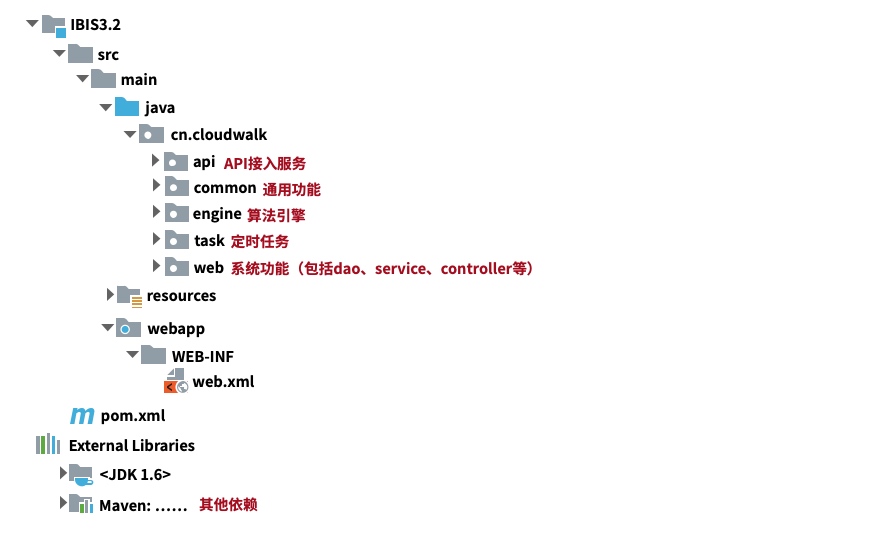 IBIS3.2
src
main
java
cn.cloudwalk
api API接入服务
common 通用功能
engine 算法引擎
task 定时任务
web 系统功能（包括dao、service、controller等）
resources
webapp
WEB-INF
web.xml
pom.xml
External Libraries
<JDK 1.6>
Maven: …… 其他依赖